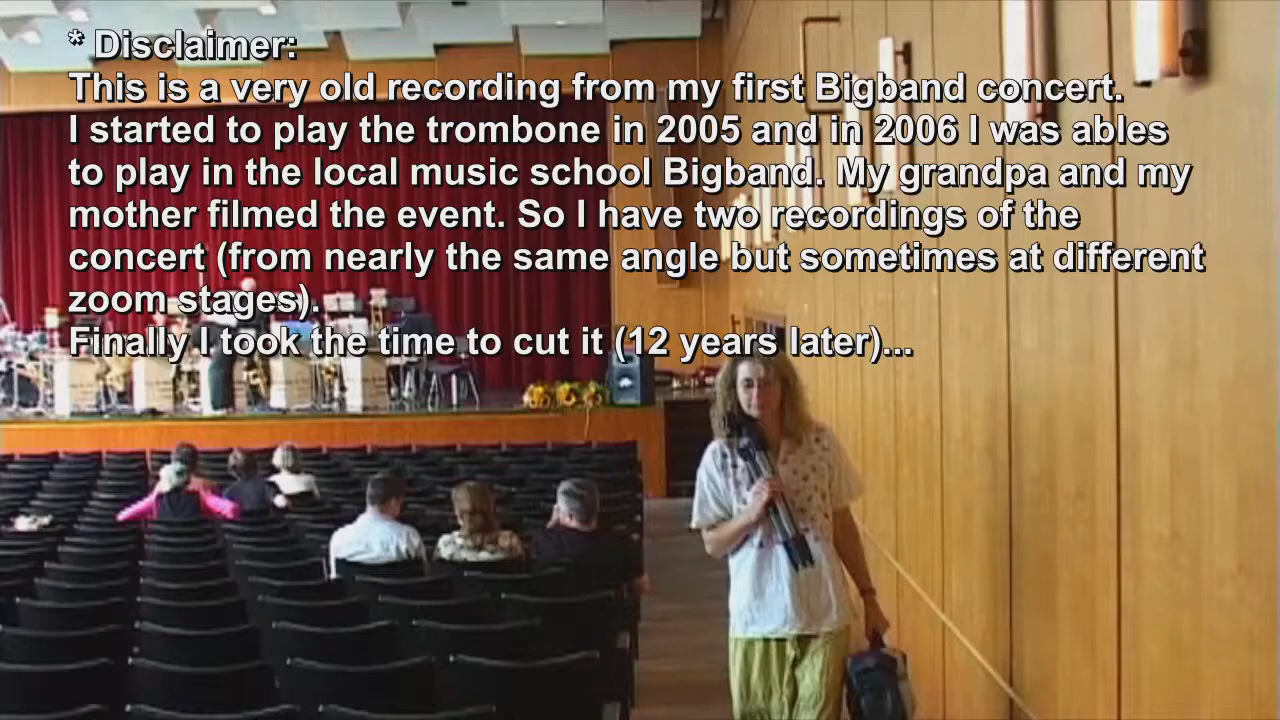 * Disclaimer:
This is a very old recording from my first Bigband concert.
I started to play the trombone in 2005 and in 2006 I was ables
to play in the local music school Bigband. My grandpa and my
mother filmed the event. So I have two recordings of the
concert (from nearly the same angle but sometimes at different
zoom stages).
Finally I took the time to cut it (12 years later)...